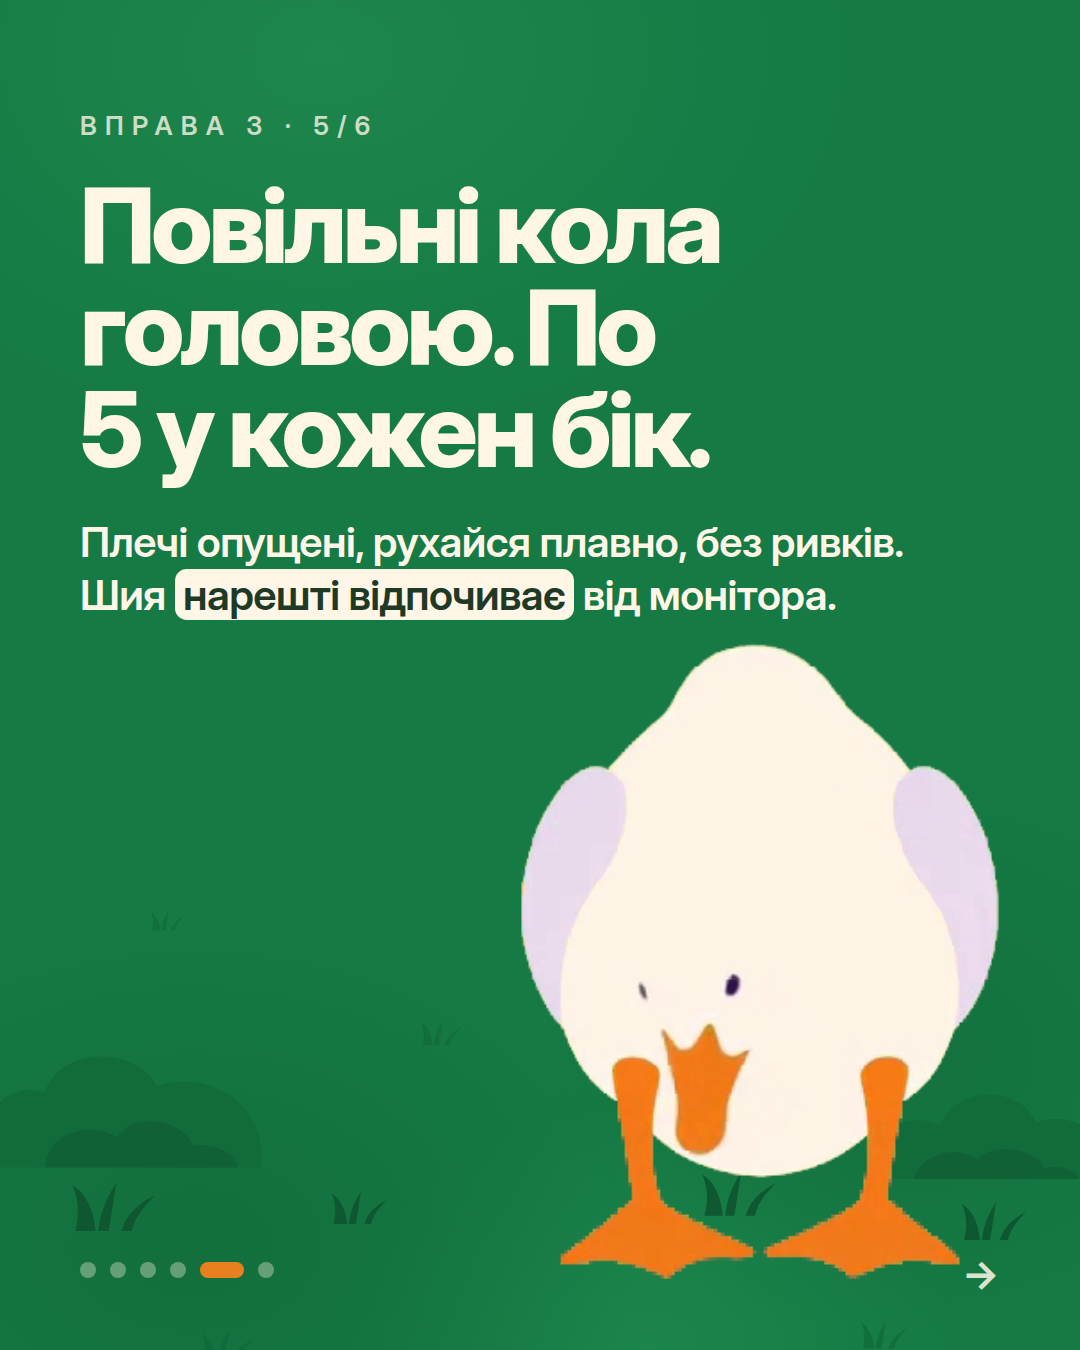 ВПРАВА 3 · 5/6
Повільні кола
головою. По
5 у кожен бік.
Плечі опущені, рухайся плавно, без ривків.
Шия нарешті відпочиває від монітора.
→